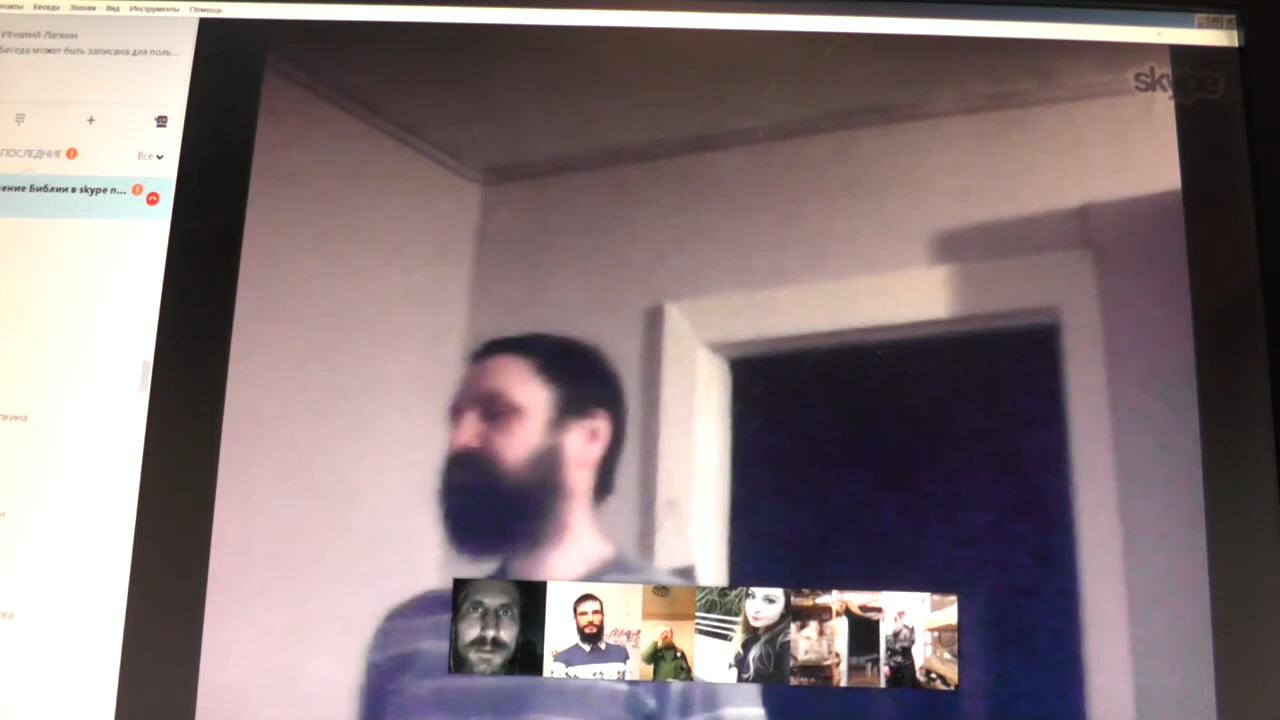 Беседа Звонки Вид Инструменты Помощь
Игнатий Лапкин
Беседа может быть записана для поль...
skype
ПОСЛЕДНИЕ
Все
ение Библии в skype п...